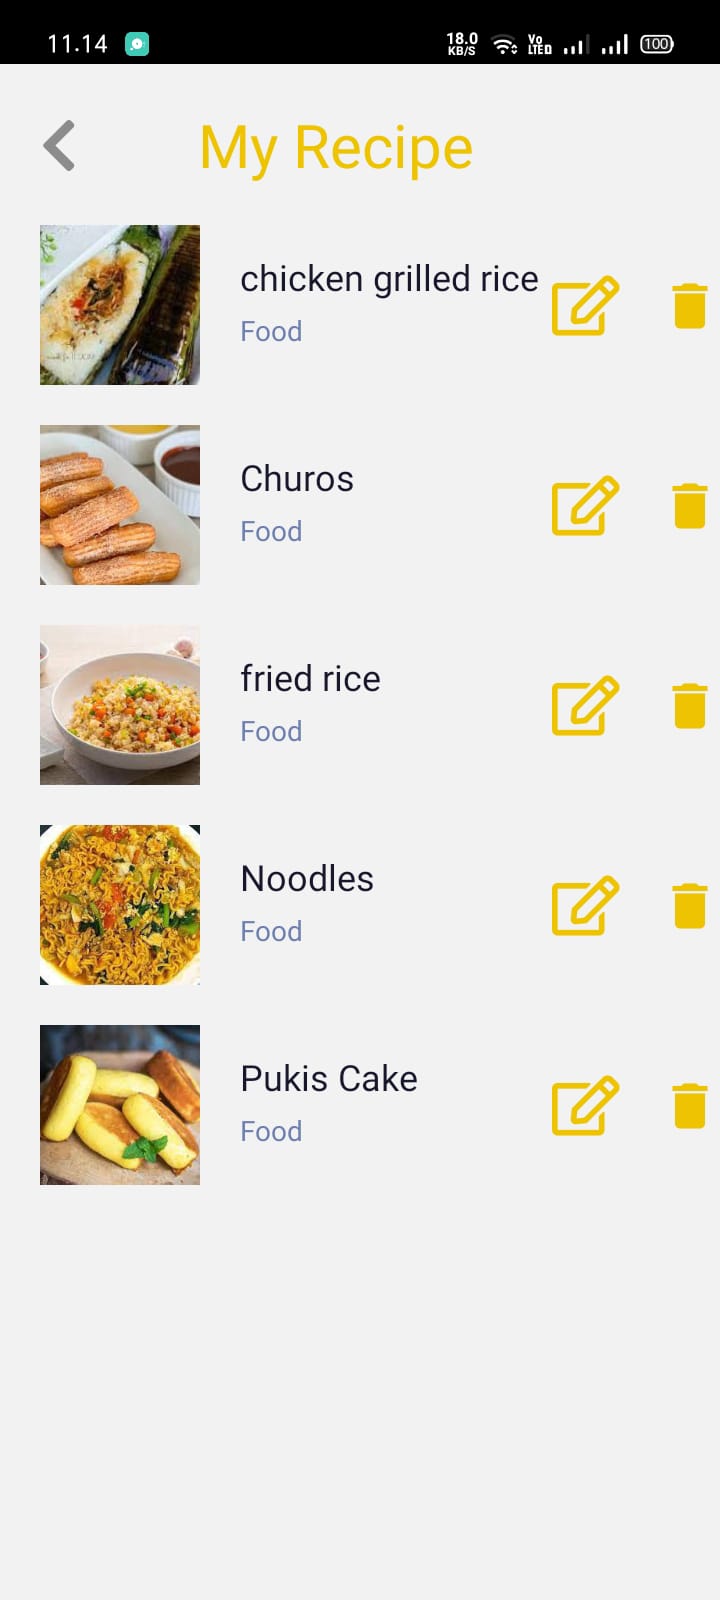 11.14
18.0
KB/S
Vo
LTE
100
My Recipe
chicken grilled rice
Food
Churos
Food
fried rice
Food
Noodles
Food
Pukis Cake
Food